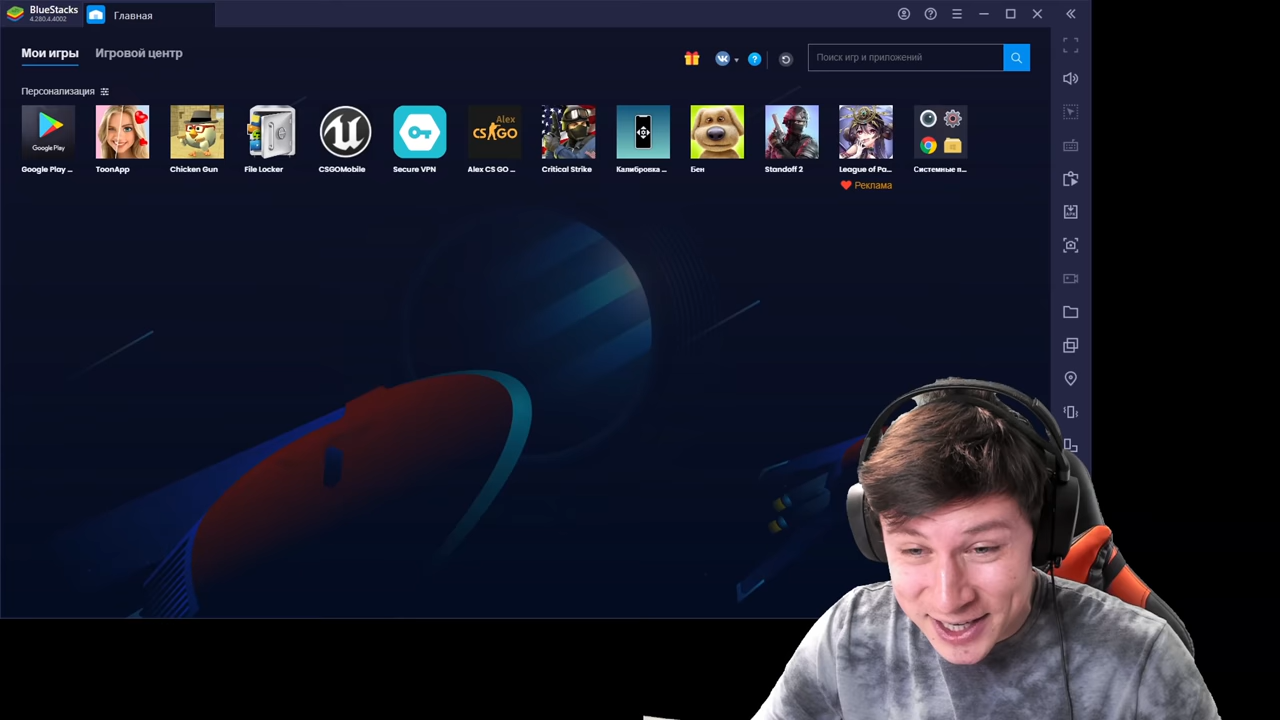 BlueStacks
4.280.4.4002
Главная
Мои игры
Игровой центр
Поиск игр и приложений
Персонализация
Google Play
Alex
CS GO
Google Play ...
ToonApp
Chicken Gun
File Locker
CSGOMobile
Secure VPN
Alex CS GO ...
Critical Strike
Калибровка ...
Бен
Standoff 2
League of Pa...
Системные п...
Реклама